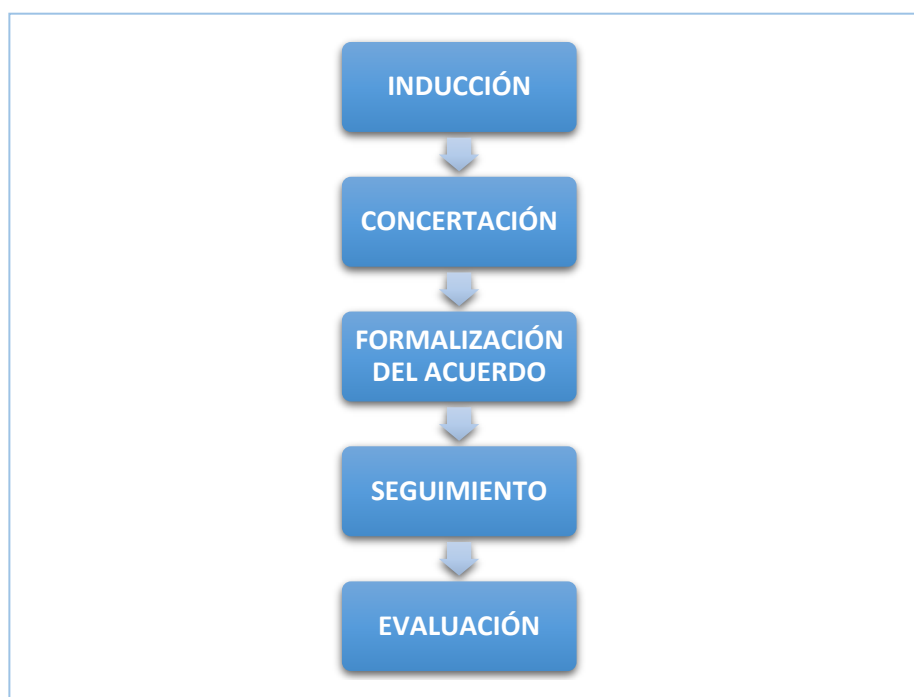 INDUCCIÓN
CONCERTACIÓN
FORMALIZACIÓN
DEL ACUERDO
SEGUIMIENTO
EVALUACIÓN